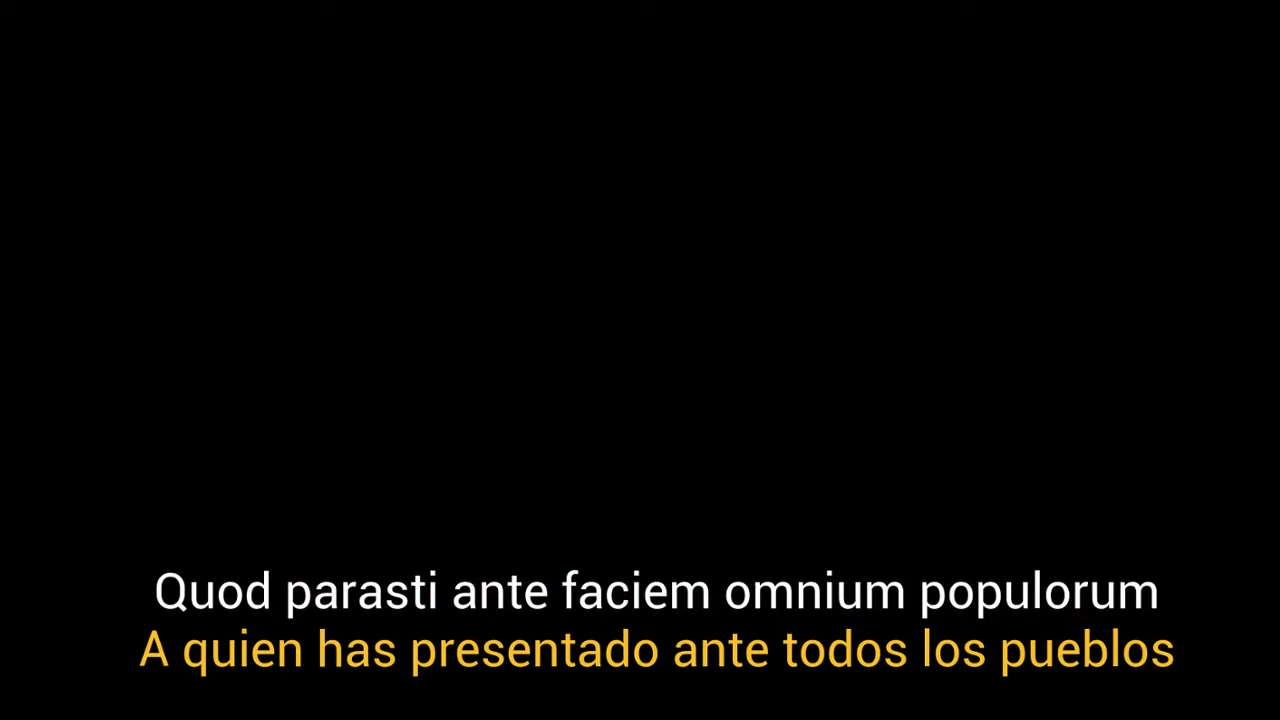 Quod parasti ante faciem omnium populorum
A quien has presentado ante todos los pueblos